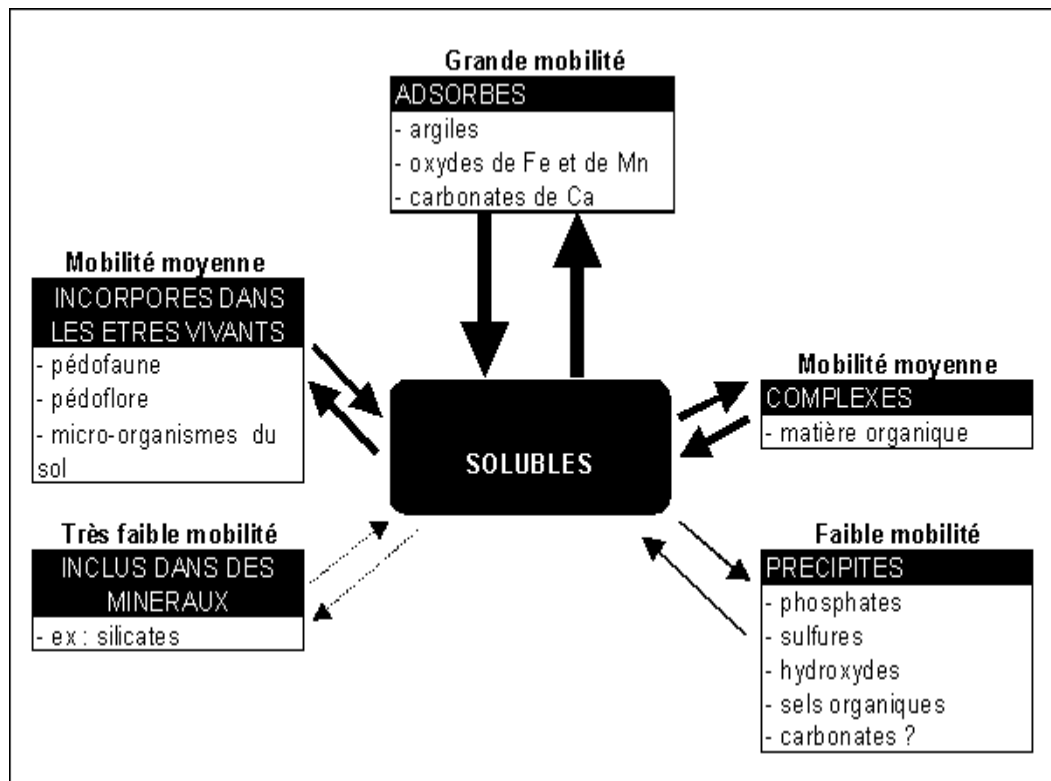 Grande mobilité
ADSORBES
- argiles
- oxydes de Fe et de Mn
- carbonates de Ca
Mobilité moyenne
INCORPORES DANS
LES ETRES VIVANTS
- pédofaune
- pédoflore
- micro-organismes du
sol
SOLUBLES
Mobilité moyenne
COMPLEXES
- matière organique
Très faible mobilité
INCLUS DANS DES
MINERAUX
- ex : silicates
Faible mobilité
PRECIPITES
- phosphates
- sulfures
- hydroxydes
- sels organiques
- carbonates ?